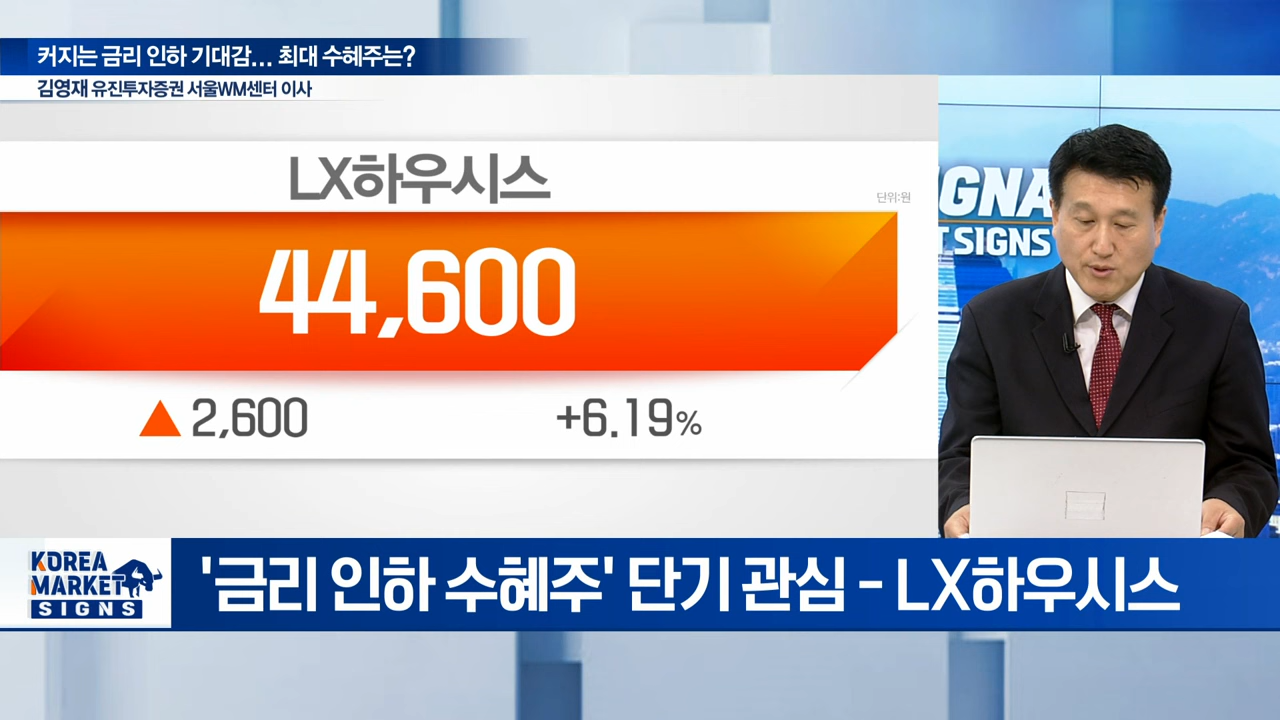 커지는 금리 인하 기대감... 최대 수혜주는?
김영재 유진투자증권 서울WM센터 이사
LX하우시스
단위:원
44,600
▲2,600 +6.19%
GNA
T SIGNS
KOREA
MARKET
SIGNS
'금리 인하 수혜주' 단기 관심 - LX하우시스